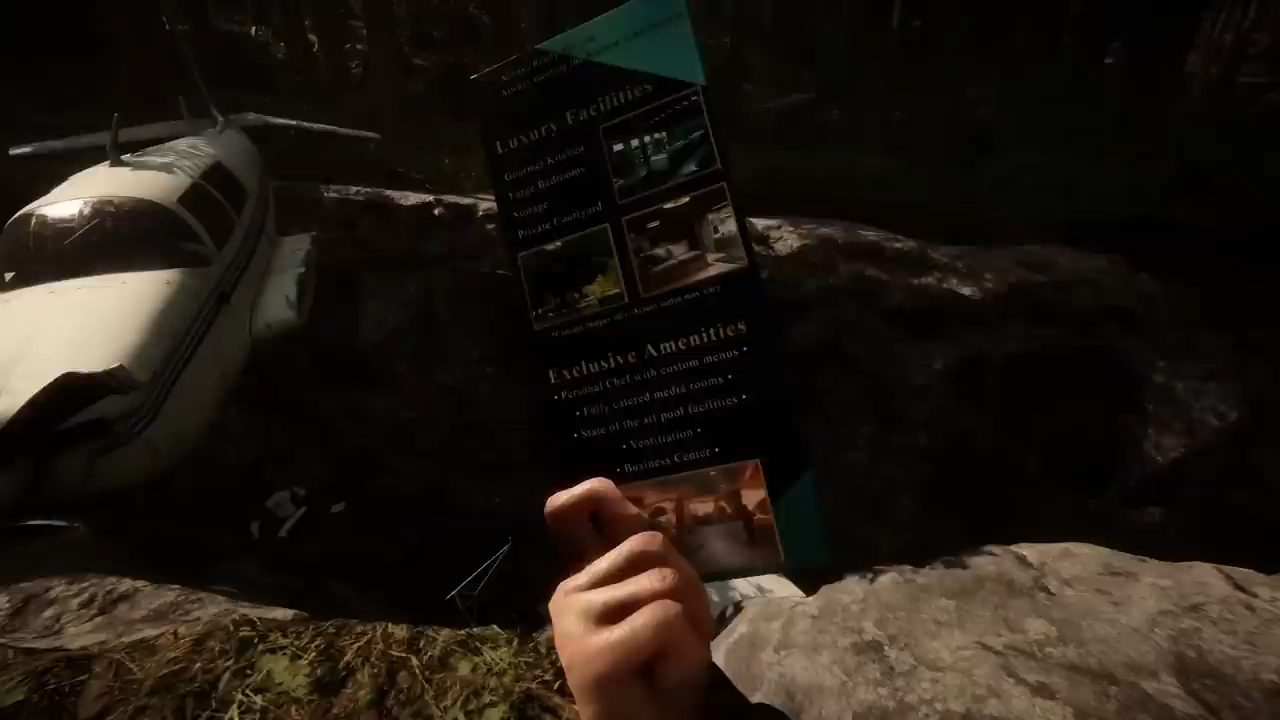 Luxury Facilities
Gourmet Kitchen
Large Bedrooms
Storage
Private Courtyard
Exclusive Amenities
• Personal Chef with custom menus •
• Fully catered media rooms •
• State of the art pool facilities •
• Ventilation •
• Business Center •